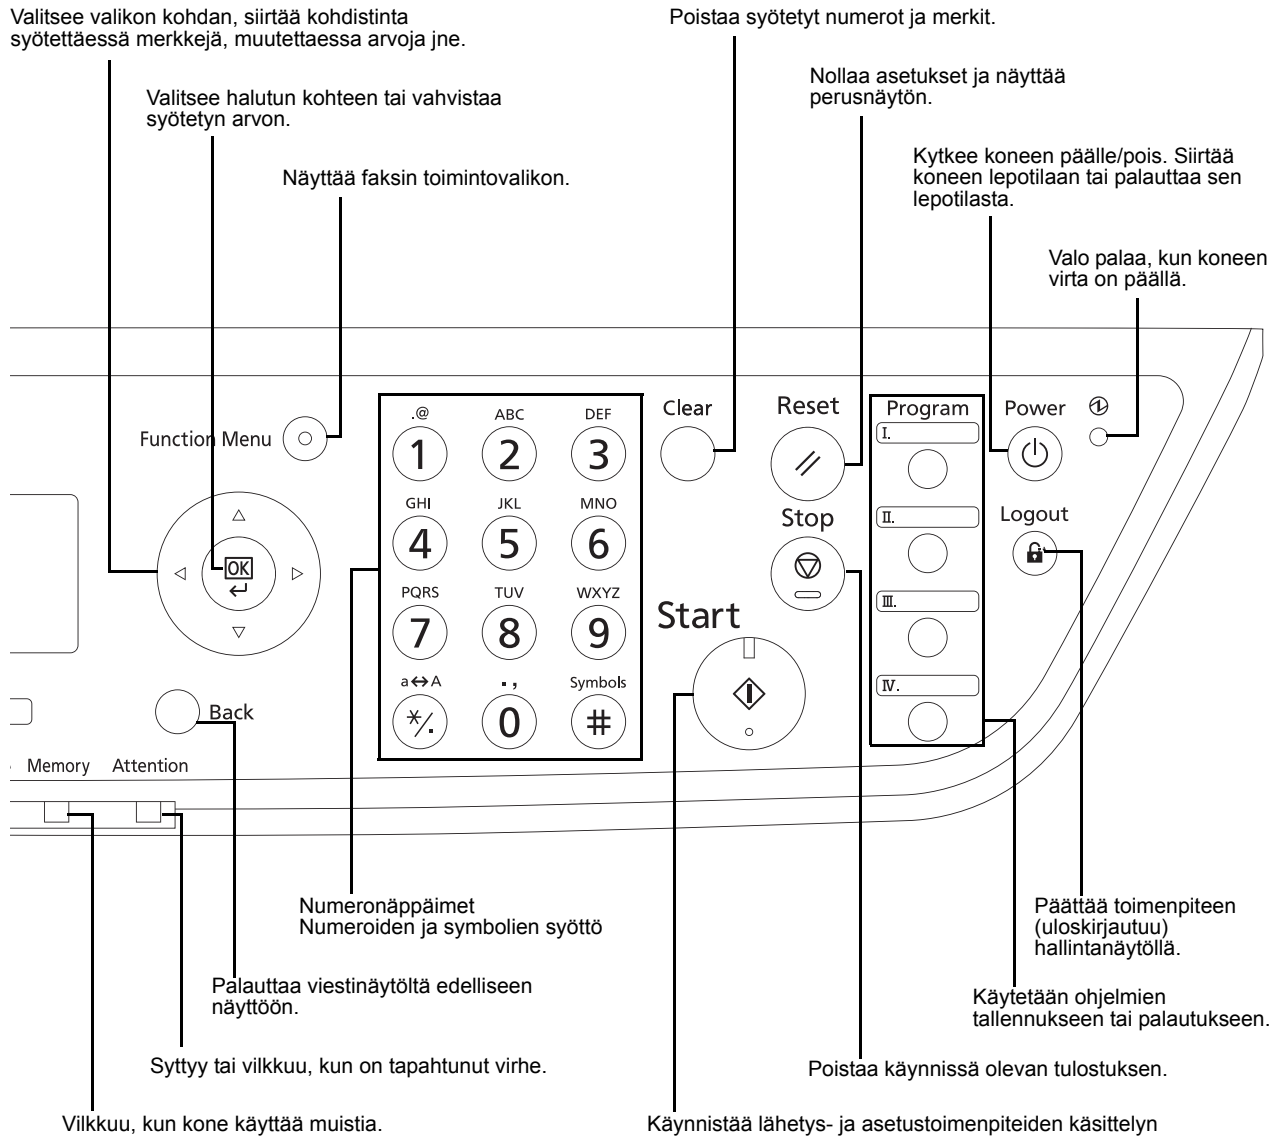 Valitsee valikon kohdan, siirtää kohdistinta
syötettäessä merkkejä, muutettaessa arvoja jne.
Poistaa syötetyt numerot ja merkit.
Nollaa asetukset ja näyttää
perusnäytön.
Valitsee halutun kohteen tai vahvistaa
syötetyn arvon.
Kytkee koneen päälle/pois. Siirtää
koneen lepotilaan tai palauttaa sen
lepotilasta.
Näyttää faksin toimintovalikon.
Valo palaa, kun koneen
virta on päällä.
Function Menu
.@ ABC DEF
1 2 3
GHI JKL MNO
4 5 6
PQRS TUV WXYZ
7 8 9
a↔A ., Symbols
*/. 0 #
Clear
Reset
Stop
Start
Program
I.
II.
III.
IV.
Power
Logout
OK
Back
Memory Attention
Numeronäppäimet
Numeroiden ja symbolien syöttö
Päättää toimenpiteen
(uloskirjautuu)
hallintanäytöllä.
Palauttaa viestinäytöltä edelliseen
näyttöön.
Käytetään ohjelmien
tallennukseen tai palautukseen.
Syttyy tai vilkkuu, kun on tapahtunut virhe.
Poistaa käynnissä olevan tulostuksen.
Vilkkuu, kun kone käyttää muistia.
Käynnistää lähetys- ja asetustoimenpiteiden käsittelyn